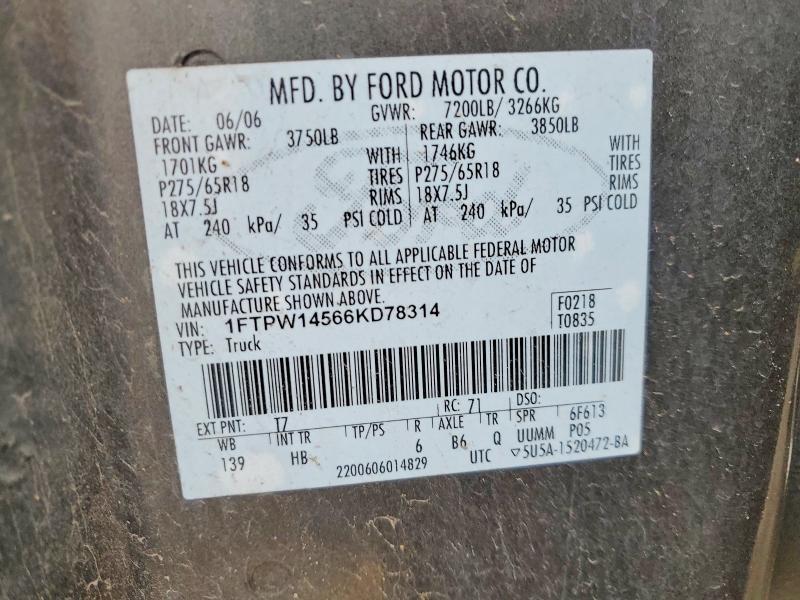 MFD. BY FORD MOTOR CO.
DATE: 06/06 GVWR: 7200LB/ 3266KG
FRONT GAWR: 3750LB REAR GAWR: 3850LB
1701KG WITH 1746KG WITH
P275/65R18 TIRES P275/65R18 TIRES
18X7.5J RIMS 18X7.5J RIMS
AT 240 kPa/ 35 PSI COLD AT 240 kPa/ 35 PSI COLD
THIS VEHICLE CONFORMS TO ALL APPLICABLE FEDERAL MOTOR
VEHICLE SAFETY STANDARDS IN EFFECT ON THE DATE OF
MANUFACTURE SHOWN ABOVE.
VIN: 1FTPW14566KD78314 F0218
TYPE: Truck T0835
EXT PNT: T7 RC: 71 DSO:
WB INT TR TP/PS R AXLE TR SPR 6F613
139 HB 6 B6 Q UUMM P05
2200606014829 UTC ▽5U5A-1520472-BA